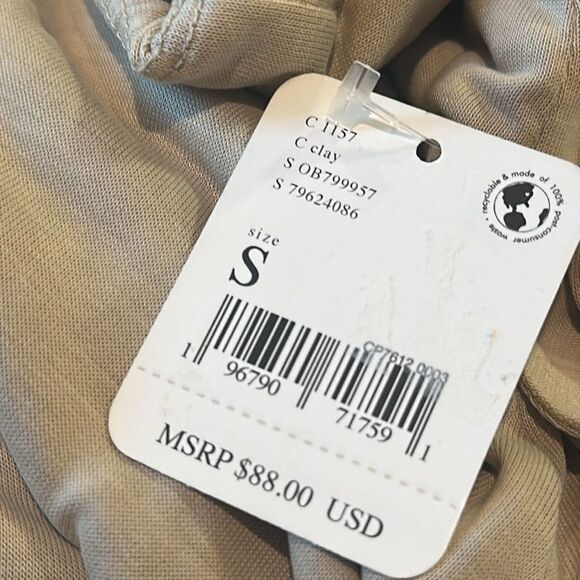 C 1157
C clay
S OB799957
S 79624086
recyclable & made of 100% Post-consumer waste •
size
S
CP7612 0003
1 96790 71759 1
MSRP $88.00 USD